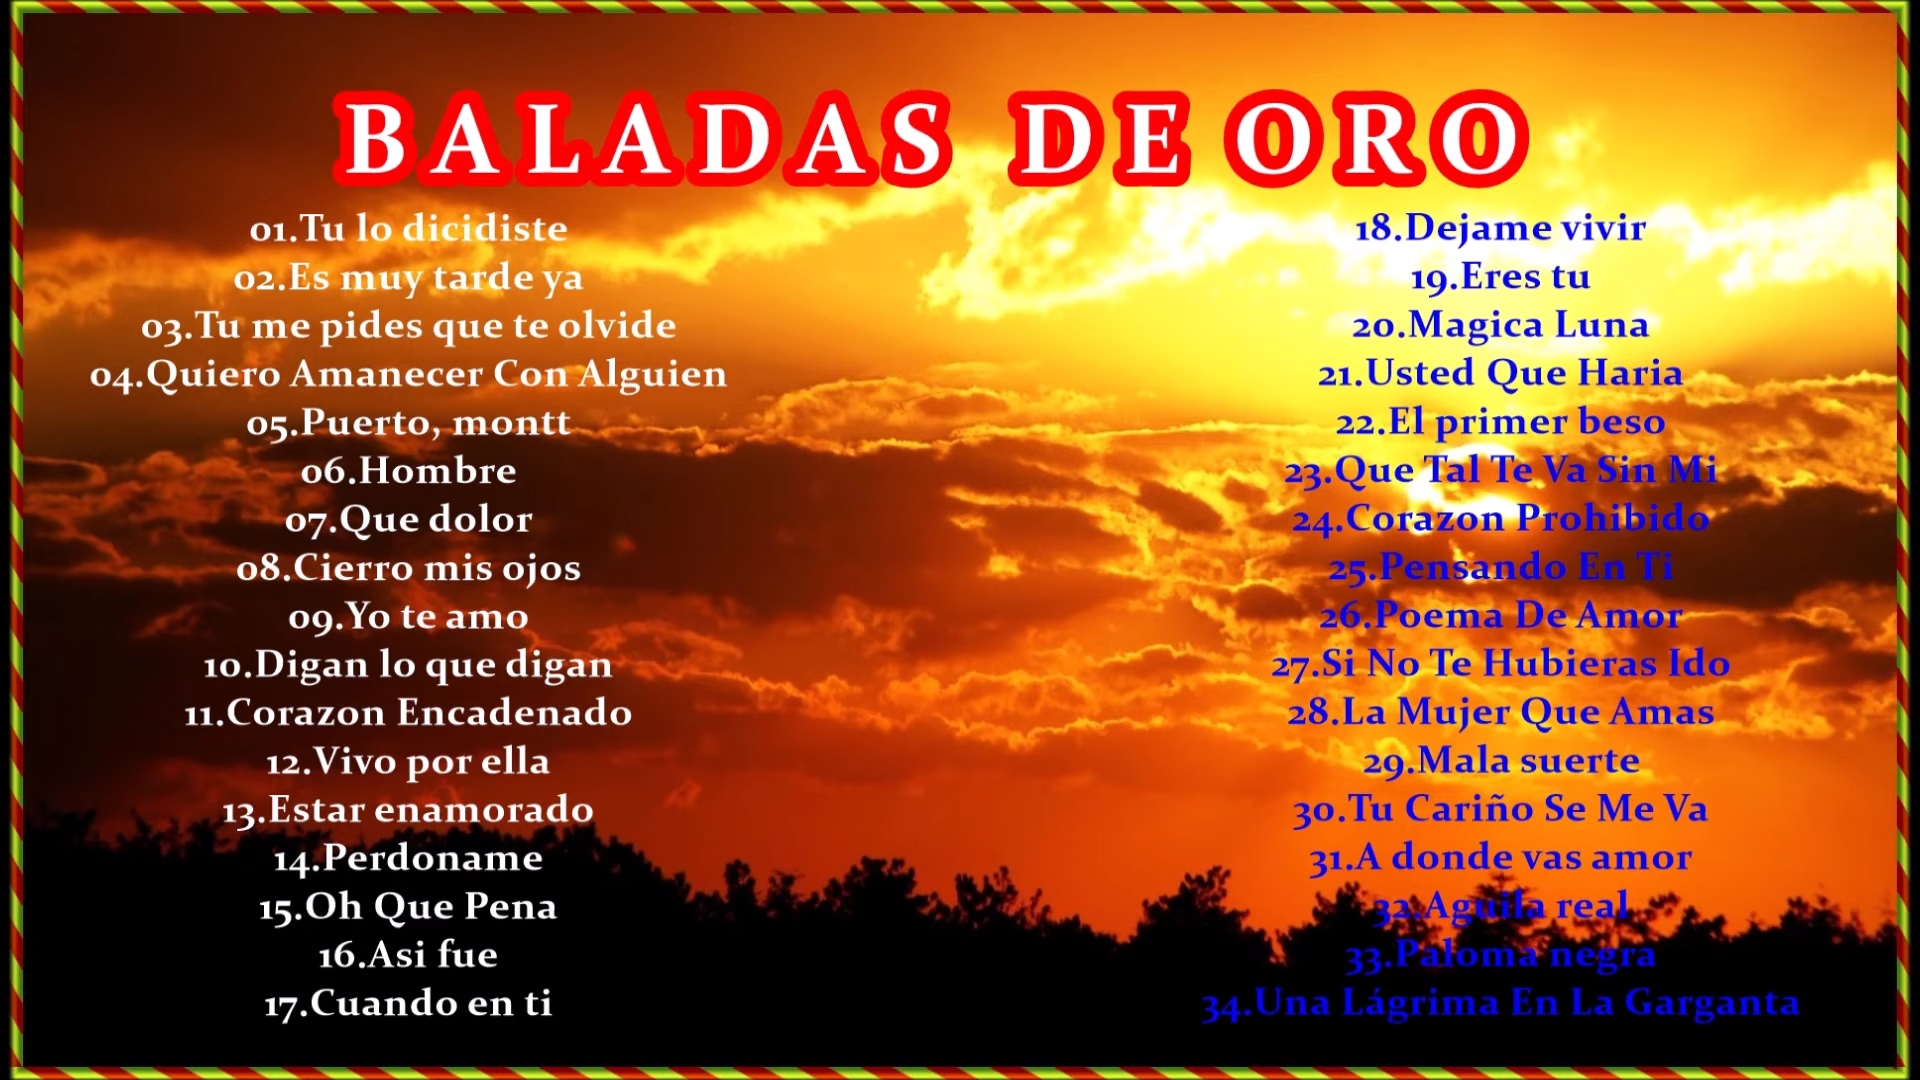 BALADAS DE ORO
01.Tu lo dicidiste
02.Es muy tarde ya
03.Tu me pides que te olvide
04.Quiero Amanecer Con Alguien
05.Puerto, montt
06.Hombre
07.Que dolor
08.Cierro mis ojos
09.Yo te amo
10.Digan lo que digan
11.Corazon Encadenado
12.Vivo por ella
13.Estar enamorado
14.Perdoname
15.Oh Que Pena
16.Asi fue
17.Cuando en ti
18.Dejame vivir
19.Eres tu
20.Magica Luna
21.Usted Que Haria
22.El primer beso
23.Que Tal Te Va Sin Mi
24.Corazon Prohibido
25.Pensando En Ti
26.Poema De Amor
27.Si No Te Hubieras Ido
28.La Mujer Que Amas
29.Mala suerte
30.Tu Cariño Se Me Va
31.A donde vas amor
32.Aguila real
33.Paloma negra
34.Una Lágrima En La Garganta